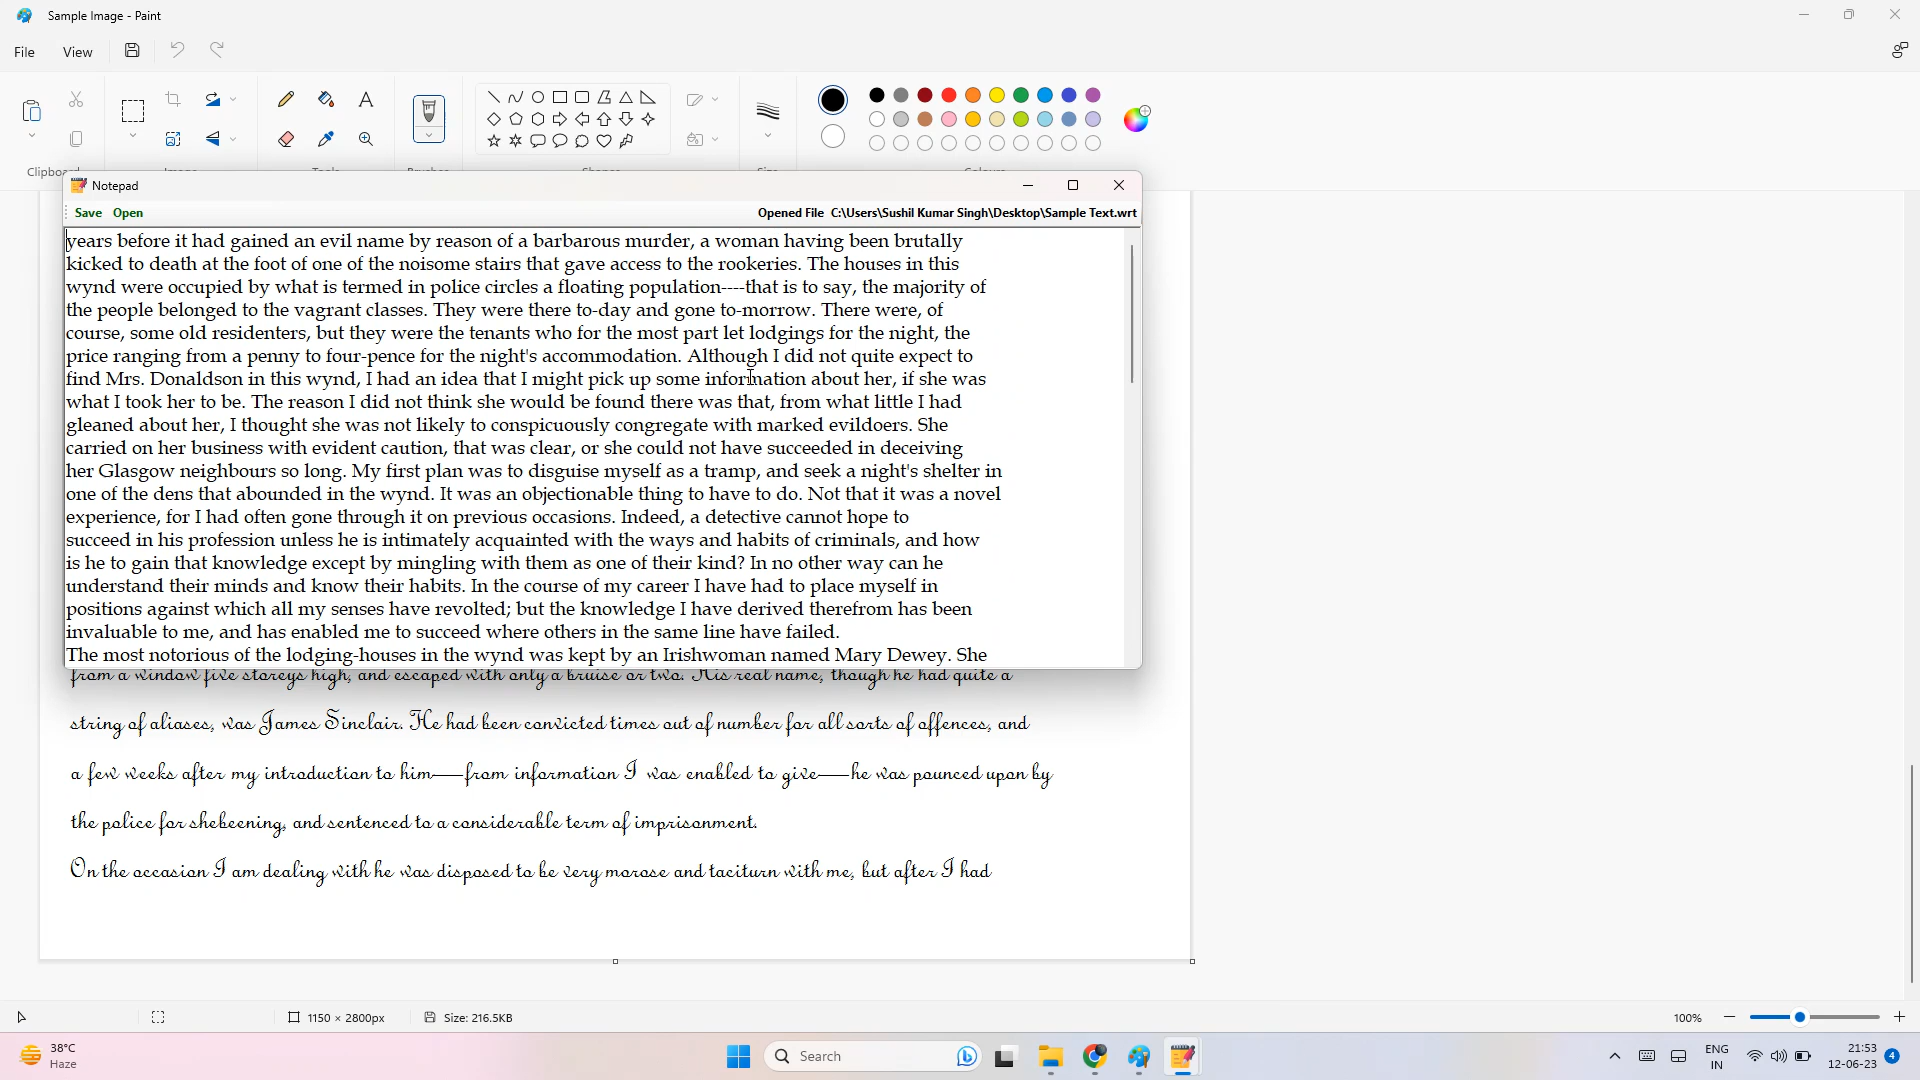 Sample Image - Paint
File View
Clipboard
Notepad
Save Open Opened File C:\Users\Sushil Kumar Singh\Desktop\Sample Text.wrt
years before it had gained an evil name by reason of a barbarous murder, a woman having been brutally
kicked to death at the foot of one of the noisome stairs that gave access to the rookeries. The houses in this
wynd were occupied by what is termed in police circles a floating population----that is to say, the majority of
the people belonged to the vagrant classes. They were there to-day and gone to-morrow. There were, of
course, some old residenters, but they were the tenants who for the most part let lodgings for the night, the
price ranging from a penny to four-pence for the night's accommodation. Although I did not quite expect to
find Mrs. Donaldson in this wynd, I had an idea that I might pick up some information about her, if she was
what I took her to be. The reason I did not think she would be found there was that, from what little I had
gleaned about her, I thought she was not likely to conspicuously congregate with marked evildoers. She
carried on her business with evident caution, that was clear, or she could not have succeeded in deceiving
her Glasgow neighbours so long. My first plan was to disguise myself as a tramp, and seek a night's shelter in
one of the dens that abounded in the wynd. It was an objectionable thing to have to do. Not that it was a novel
experience, for I had often gone through it on previous occasions. Indeed, a detective cannot hope to
succeed in his profession unless he is intimately acquainted with the ways and habits of criminals, and how
is he to gain that knowledge except by mingling with them as one of their kind? In no other way can he
understand their minds and know their habits. In the course of my career I have had to place myself in
positions against which all my senses have revolted; but the knowledge I have derived therefrom has been
invaluable to me, and has enabled me to succeed where others in the same line have failed.
The most notorious of the lodging-houses in the wynd was kept by an Irishwoman named Mary Dewey. She
from a window five storeys high, and escaped with only a bruise or two. His real name, though he had quite a
string of aliases, was James Sinclair. He had been convicted times out of number for all sorts of offences, and
a few weeks after my introduction to him—from information I was enabled to give—he was pounced upon by
the police for shebeening, and sentenced to a considerable term of imprisonment.
On the occasion I am dealing with he was disposed to be very morose and taciturn with me, but after I had
1150 × 2800px Size: 216.5KB 100%
38°C
Haze
Search
ENG
IN
21:53
12-06-23
4